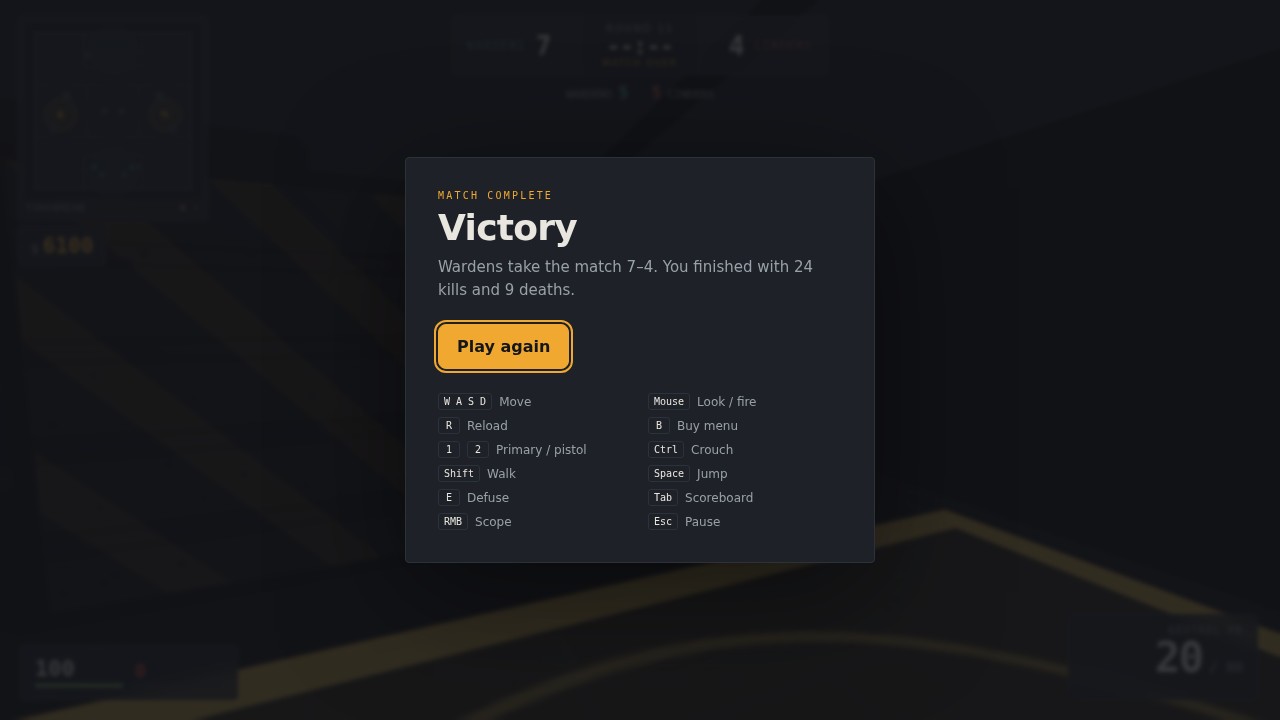 7
--:--
4
6100
MATCH COMPLETE
Victory
Wardens take the match 7–4. You finished with 24
kills and 9 deaths.
Play again
W A S D Move
Mouse Look / fire
R Reload
B Buy menu
1 2 Primary / pistol
Ctrl Crouch
Shift Walk
Space Jump
E Defuse
Tab Scoreboard
RMB Scope
Esc Pause
100
20